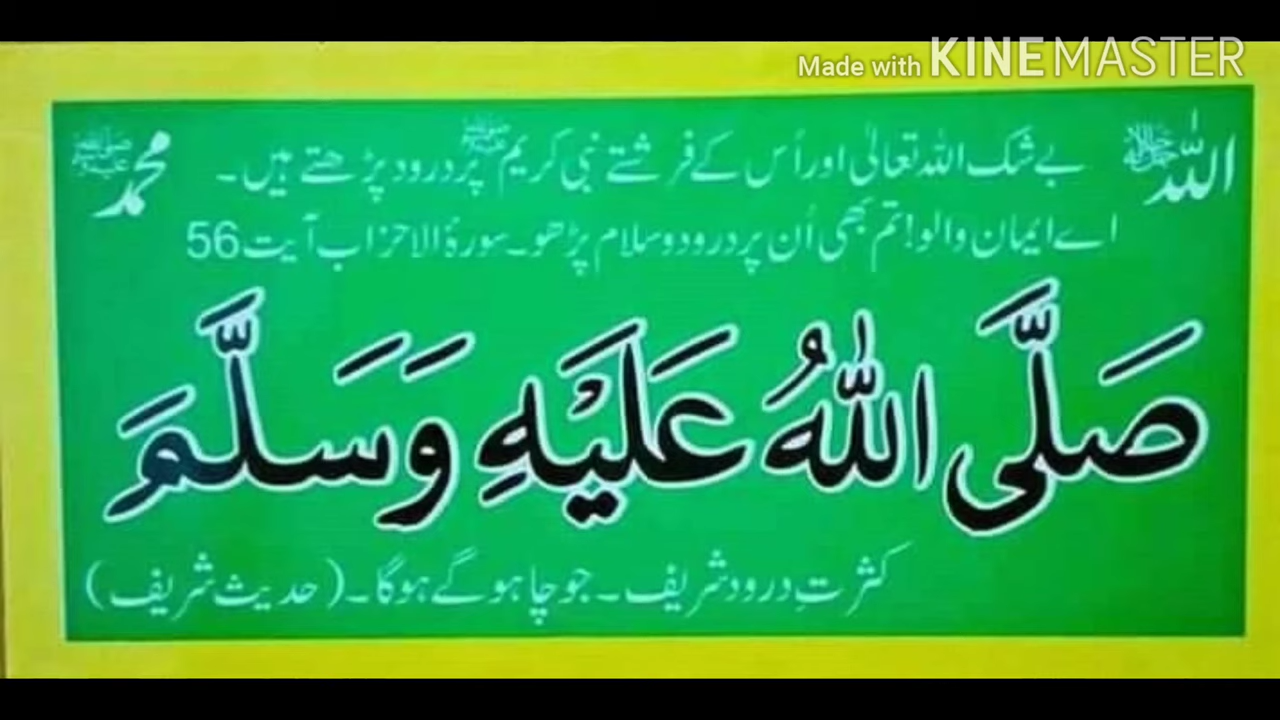 Made with KINEMASTER
اللہ جل جلالہ
محمد صلی اللہ علیہ وسلم
بے شک اللہ تعالیٰ اور اُس کے فرشتے نبی کریم ﷺ پر درود پڑھتے ہیں۔
اے ایمان والو! تم بھی اُن پر درود و سلام پڑھو۔ سورۃ الاحزاب آیت 56
صَلَّى اللّٰهُ عَلَيْهِ وَسَلَّمَ
کثرتِ درود شریف۔ جو چاہو گے ہو گا۔ (حدیث شریف)